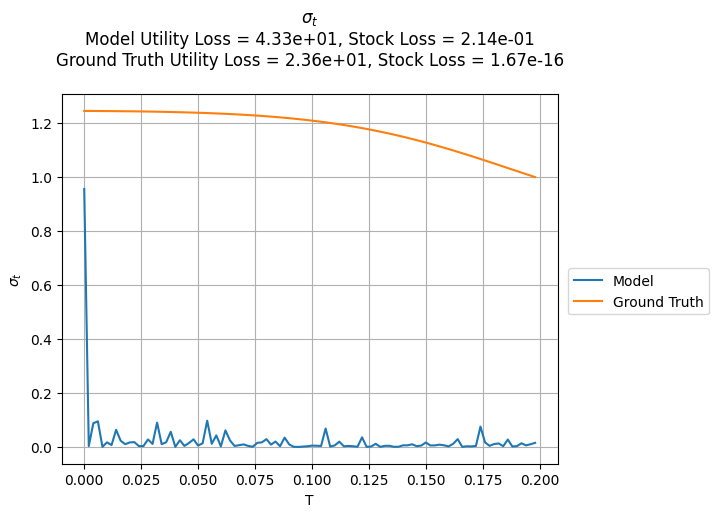 σt
Model Utility Loss = 4.33e+01, Stock Loss = 2.14e-01
Ground Truth Utility Loss = 2.36e+01, Stock Loss = 1.67e-16
1.2
1.0
0.8
0.6
0.4
0.2
0.0
σt
0.000 0.025 0.050 0.075 0.100 0.125 0.150 0.175 0.200
T
Model
Ground Truth